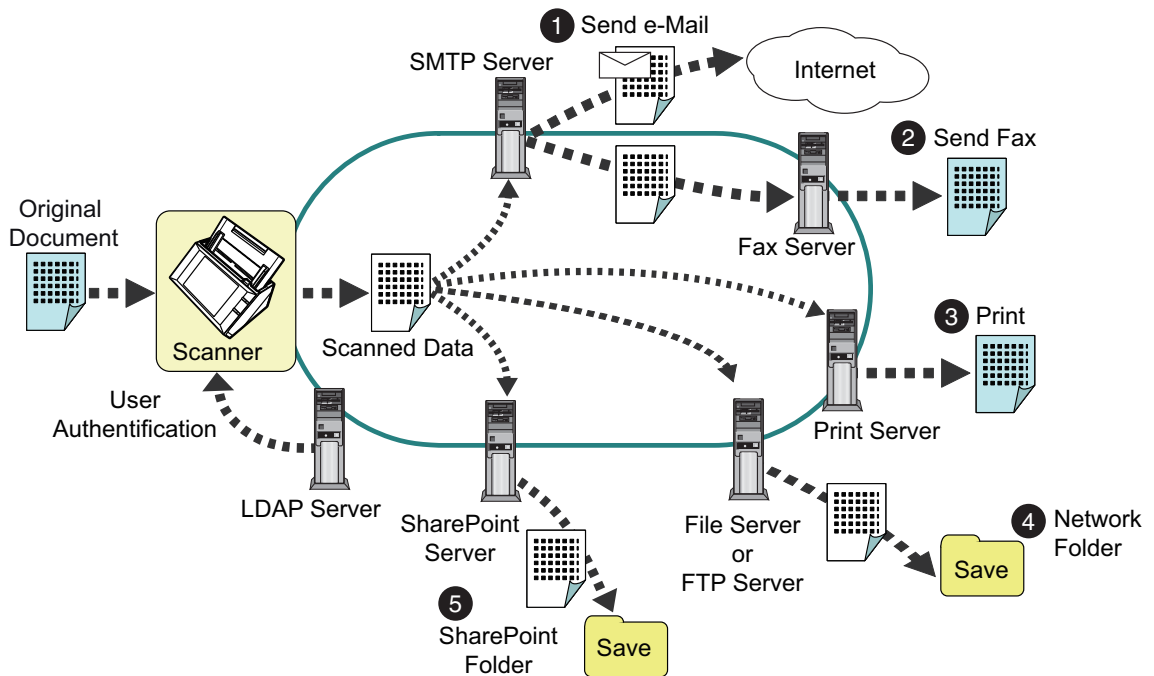 1 Send e-Mail
SMTP Server
Internet
2 Send Fax
Original
Document
Fax Server
Scanner
Scanned Data
3 Print
User
Authentification
Print Server
LDAP Server
SharePoint
Server
File Server
or
FTP Server
4 Network
Folder
Save
5
SharePoint
Folder
Save